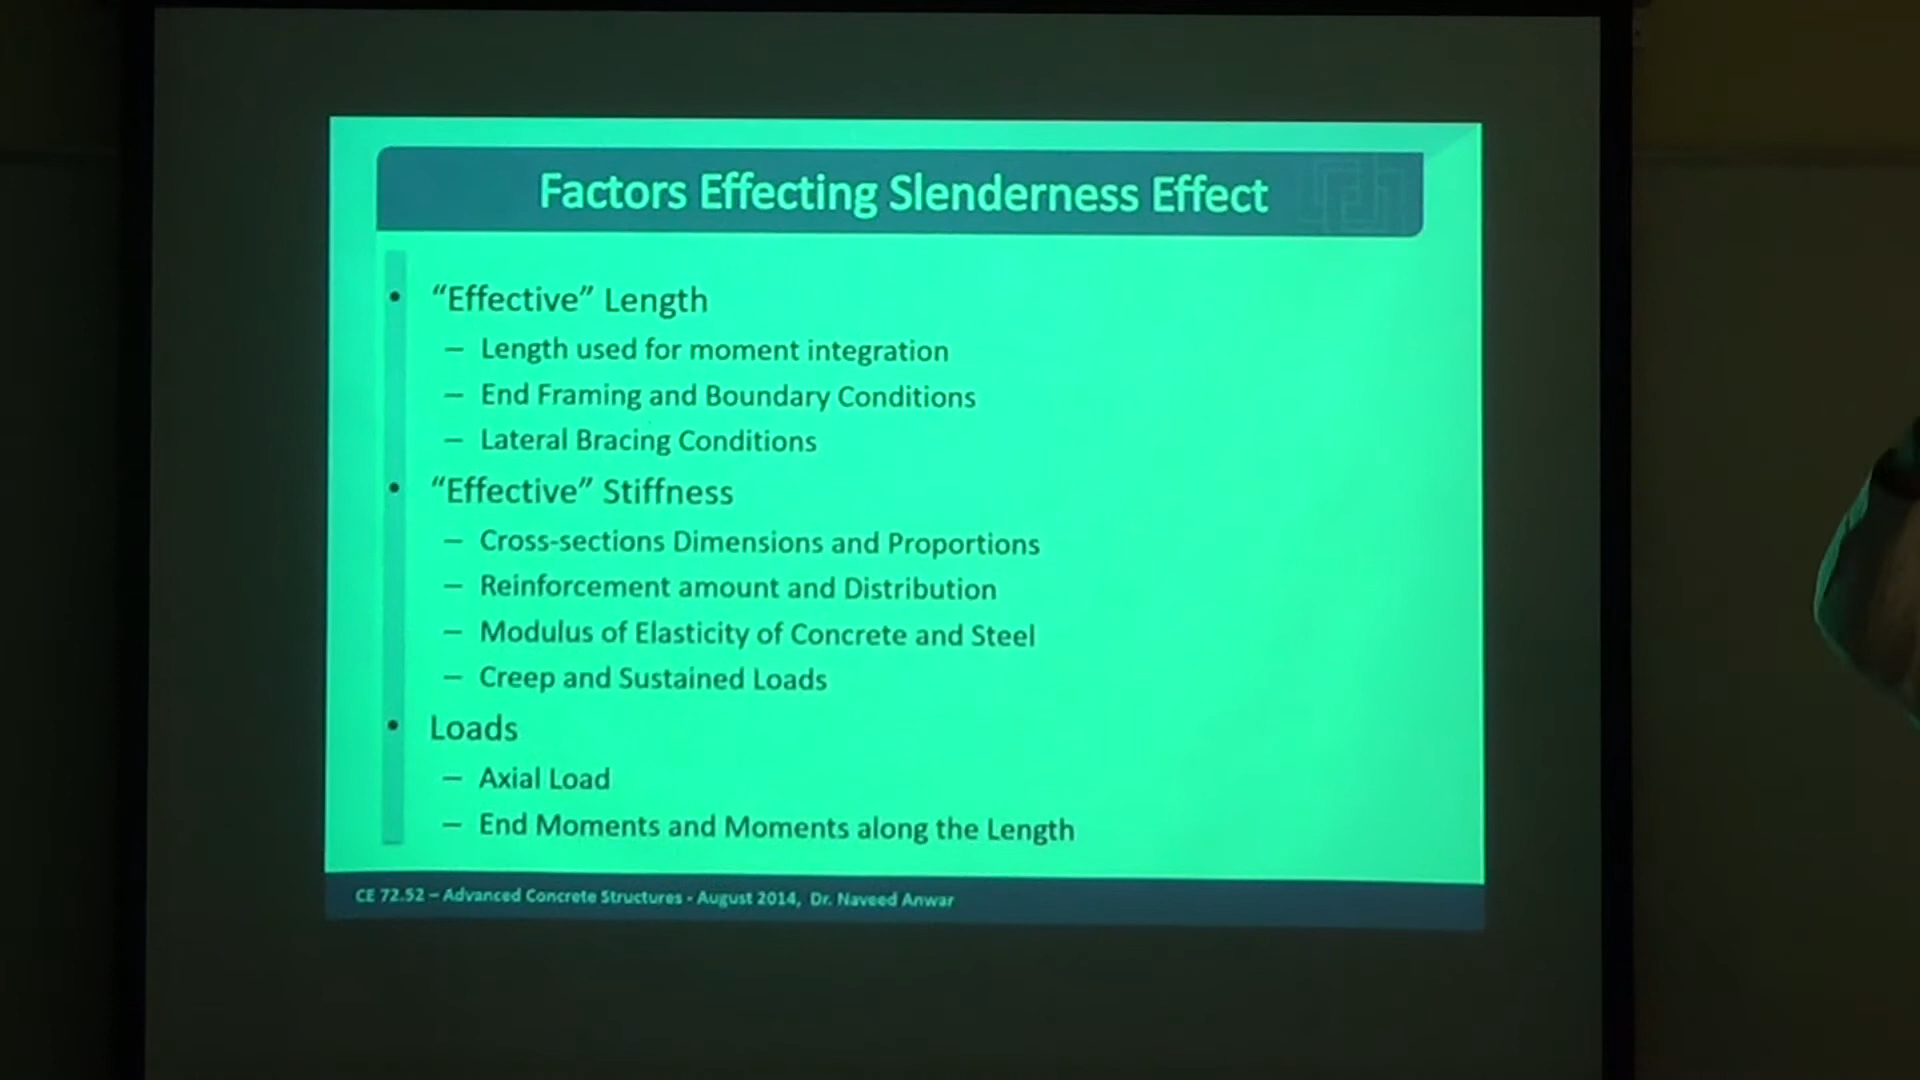 Factors Effecting Slenderness Effect
• “Effective” Length
– Length used for moment integration
– End Framing and Boundary Conditions
– Lateral Bracing Conditions
• “Effective” Stiffness
– Cross-sections Dimensions and Proportions
– Reinforcement amount and Distribution
– Modulus of Elasticity of Concrete and Steel
– Creep and Sustained Loads
• Loads
– Axial Load
– End Moments and Moments along the Length
CE 72.52 – Advanced Concrete Structures - August 2014, Dr. Naveed Anwar